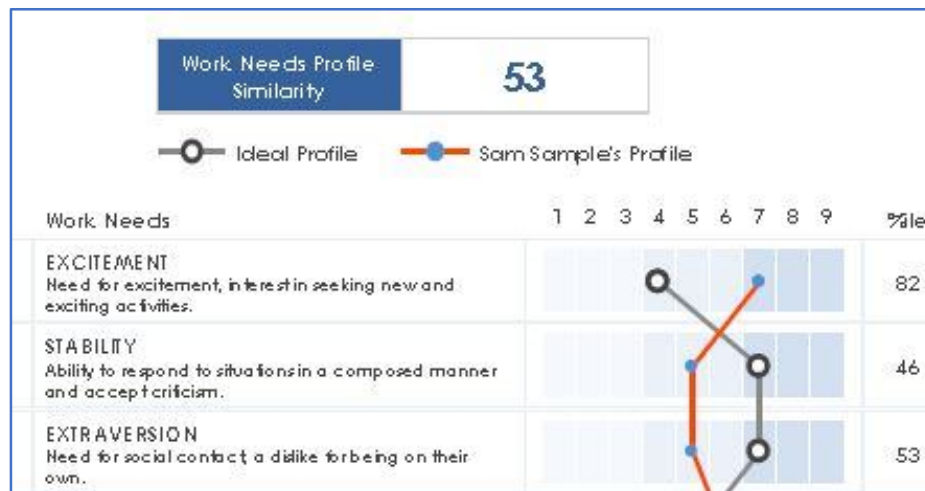 Work Needs Profile
Similarity
53
Ideal Profile
Sam Sample's Profile
Work Needs
1 2 3 4 5 6 7 8 9
%ile
EXCITEMENT
Need for excitement, interest in seeking new and
exciting activities.
82
STABILITY
Ability to respond to situations in a composed manner
and accept criticism.
46
EXTRAVERSION
Need for social contact, a dislike for being on their
own.
53